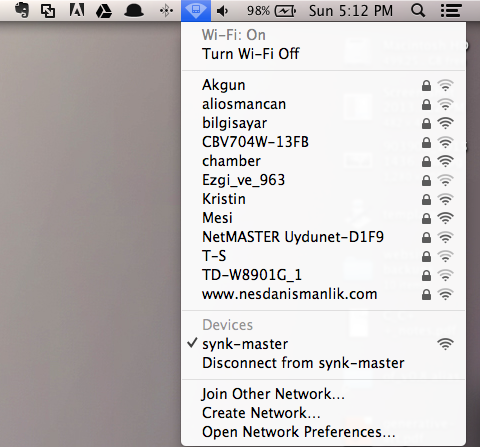 98% Sun 5:12 PM
Wi-Fi: On
Turn Wi-Fi Off
Akgun
aliosmancan
bilgisayar
CBV704W-13FB
chamber
Ezgi_ve_963
Kristin
Mesi
NetMASTER Uydunet-D1F9
T-S
TD-W8901G_1
www.nesdanismanlik.com
Devices
synk-master
Disconnect from synk-master
Join Other Network...
Create Network...
Open Network Preferences...